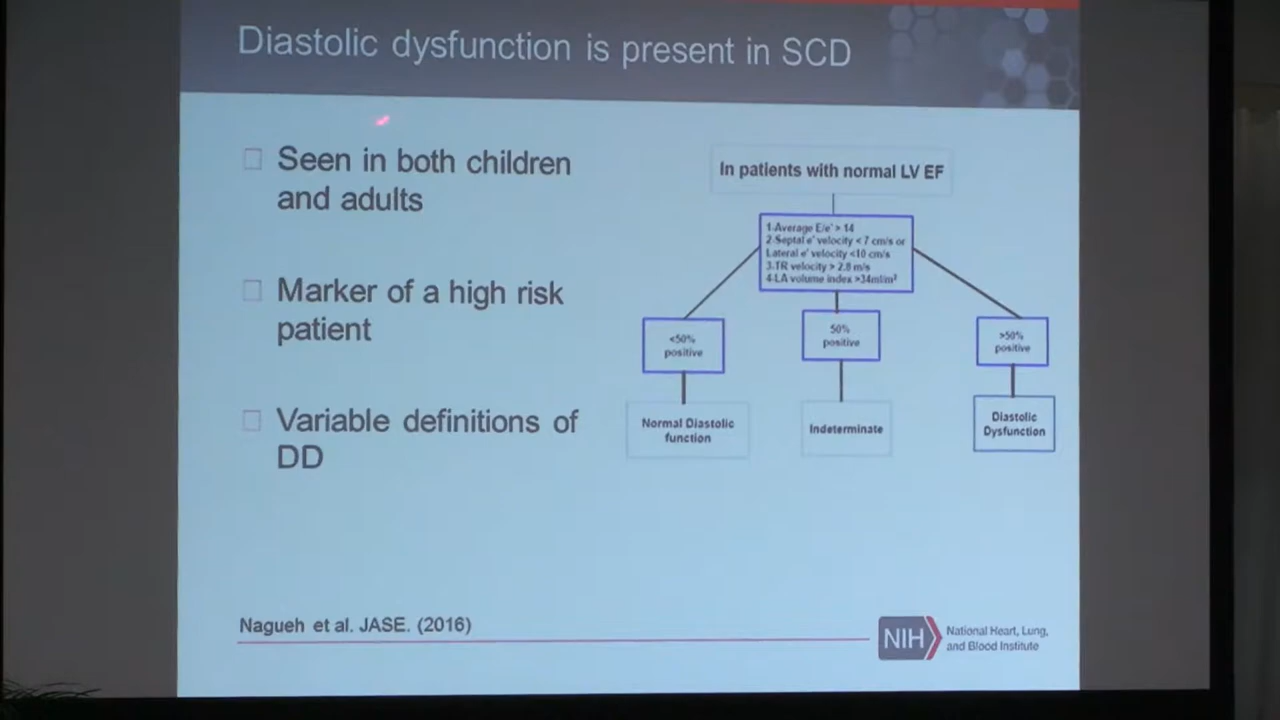 Diastolic dysfunction is present in SCD
Seen in both children
and adults
Marker of a high risk
patient
Variable definitions of
DD
In patients with normal LV EF
1.Average E/e' > 14
2.Septal e' velocity < 7 cm/s or
Lateral e' velocity <10 cm/s
3.TR velocity > 2.8 m/s
4.LA volume index >34ml/m²
<50%
positive
50%
positive
>50%
positive
Normal Diastolic
function
Indeterminate
Diastolic
Dysfunction
Nagueh et al. JASE. (2016)
NIH
National Heart, Lung,
and Blood Institute